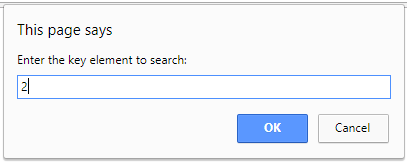 This page says
Enter the key element to search:
2
OK Cancel